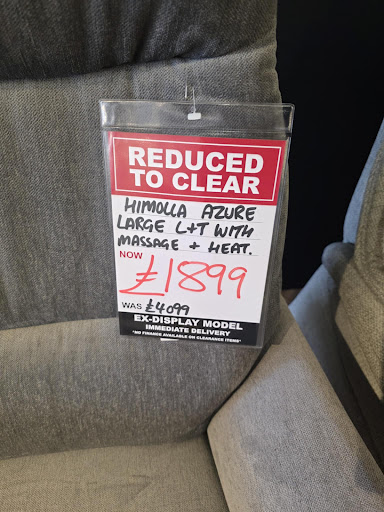 REDUCED
TO CLEAR
HIMOLLA AZURE
LARGE L+T WITH
MASSAGE + HEAT.
NOW
£1899
WAS £4099
EX-DISPLAY MODEL
IMMEDIATE DELIVERY
*NO FINANCE AVAILABLE ON CLEARANCE ITEMS*